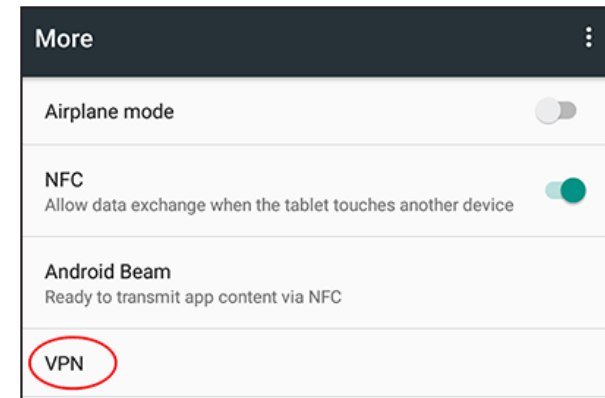 More
Airplane mode
NFC
Allow data exchange when the tablet touches another device
Android Beam
Ready to transmit app content via NFC
VPN